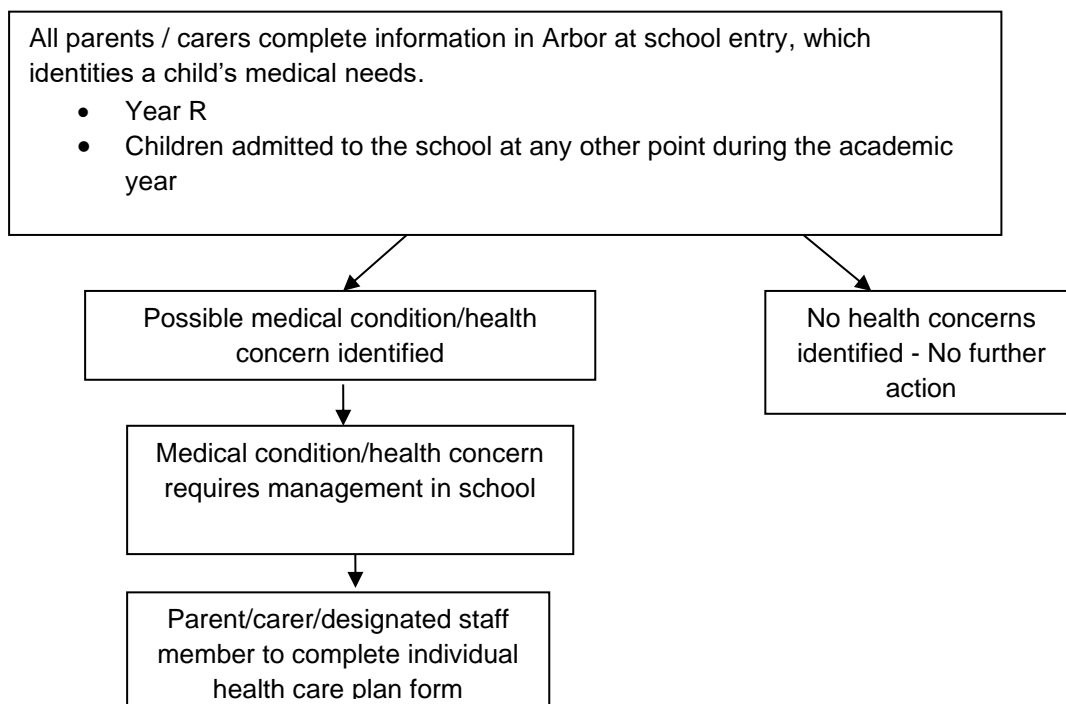 All parents / carers complete information in Arbor at school entry, which
identities a child’s medical needs.
• Year R
• Children admitted to the school at any other point during the academic
year
Possible medical condition/health
concern identified
No health concerns
identified - No further
action
Medical condition/health concern
requires management in school
Parent/carer/designated staff
member to complete individual
health care plan form